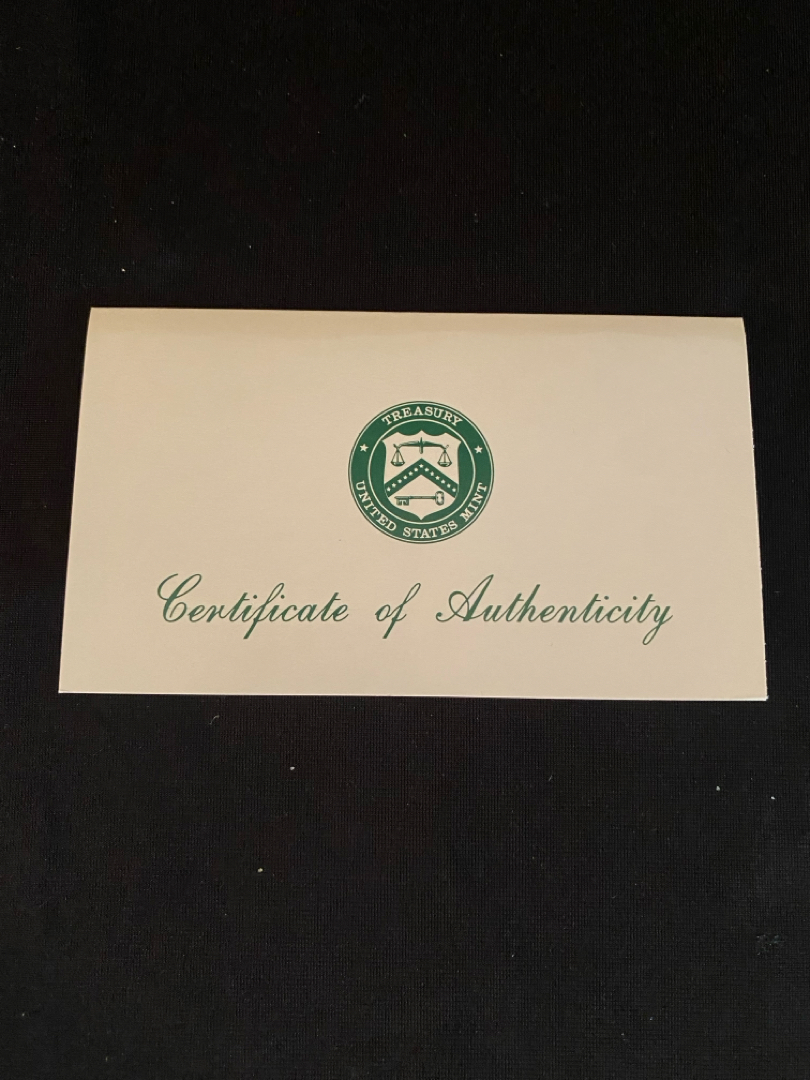 TREASURY
UNITED STATES MINT
Certificate of Authenticity